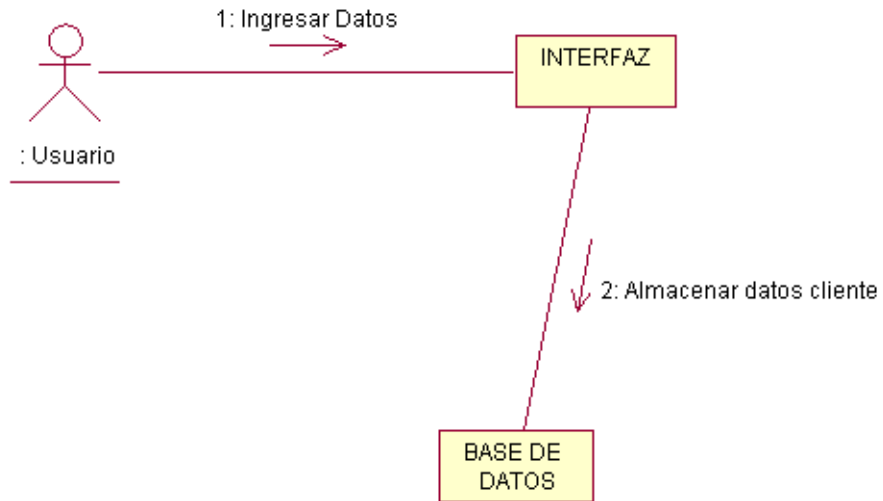 1: Ingresar Datos
INTERFAZ
: Usuario
2: Almacenar datos cliente
BASE DE
DATOS